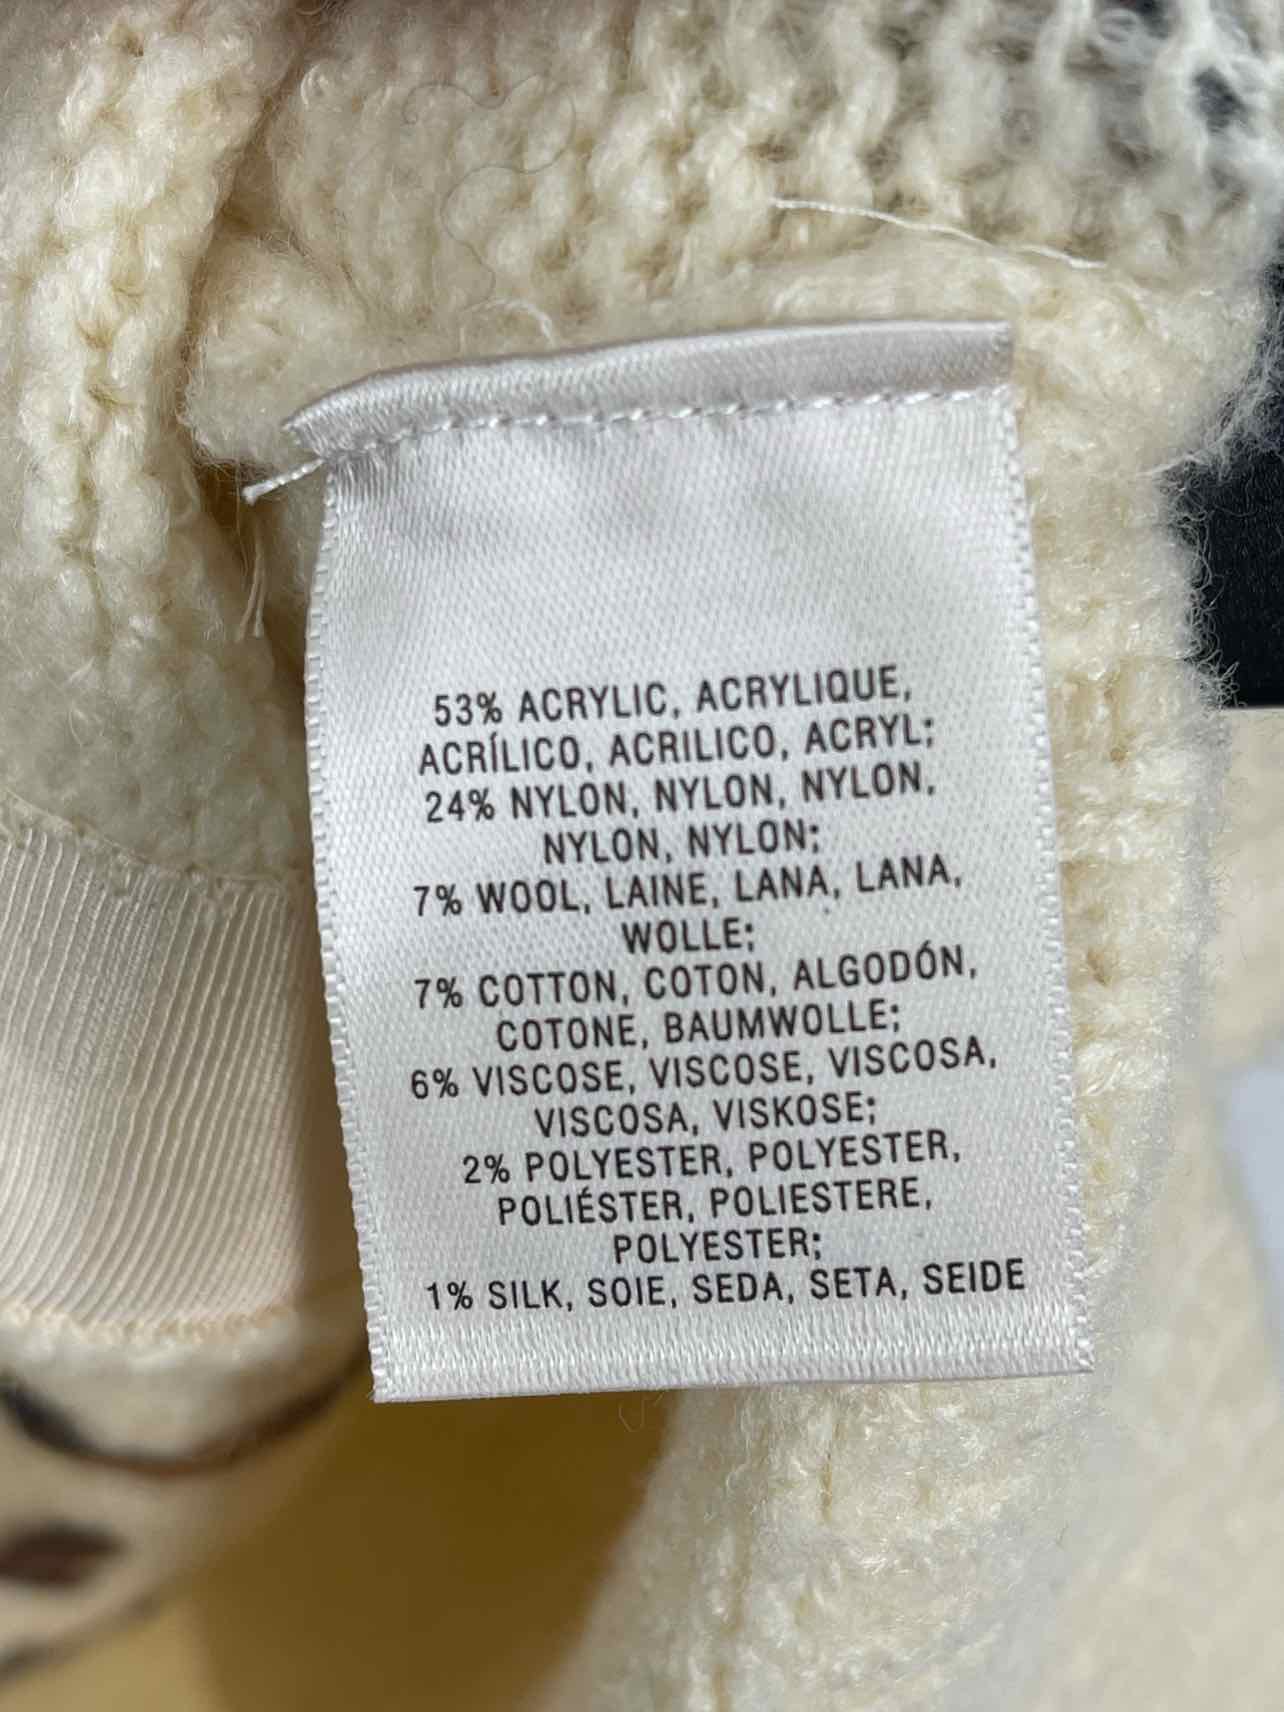 53% ACRYLIC, ACRYLIQUE,
ACRÍLICO, ACRILICO, ACRYL;
24% NYLON, NYLON, NYLON,
NYLON, NYLON;
7% WOOL, LAINE, LANA, LANA,
WOLLE;
7% COTTON, COTON, ALGODÓN,
COTONE, BAUMWOLLE;
6% VISCOSE, VISCOSE, VISCOSA,
VISCOSA, VISKOSE;
2% POLYESTER, POLYESTER,
POLIÉSTER, POLIESTERE,
POLYESTER;
1% SILK, SOIE, SEDA, SETA, SEIDE